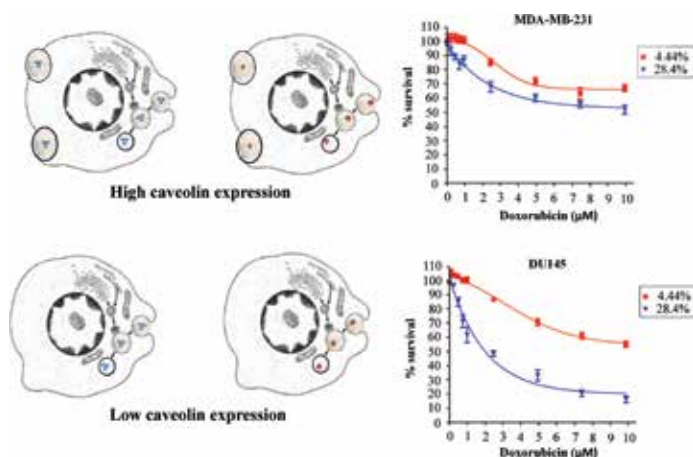 MDA-MB-231
110
100
90
80
70
60
50
40
30
20
10
0
% survival
0 1 2 3 4 5 6 7 8 9 10
Doxorubicin (µM)
4.44%
28.4%
High caveolin expression
DU145
110
100
90
80
70
60
50
40
30
20
10
0
% survival
0 1 2 3 4 5 6 7 8 9 10
Doxorubicin (µM)
4.44%
28.4%
Low caveolin expression